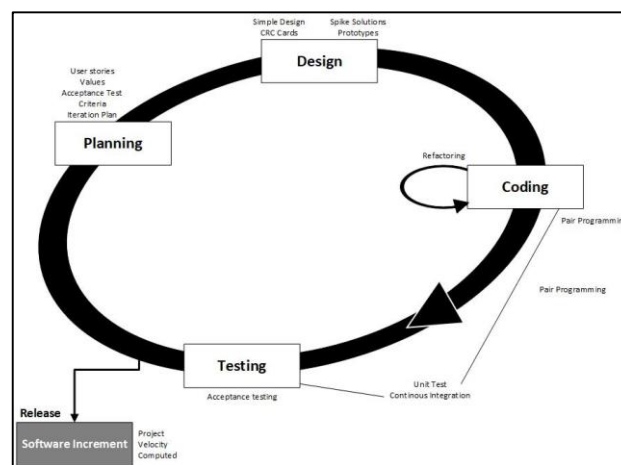 Simple Design
CRC Cards
Spike Solutions
Prototypes
Design
User stories
Values
Acceptance Test
Criteria
Iteration Plan
Planning
Refactoring
Coding
Pair Programming
Pair Programming
Testing
Acceptance testing
Unit Test
Continous Integration
Release
Software Increment
Project
Velocity
Computed